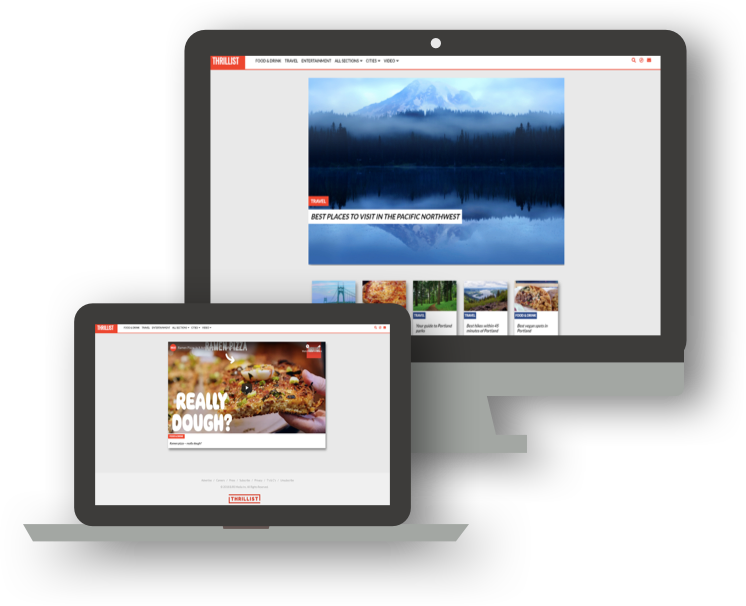 THRILLIST
FOOD & DRINK TRAVEL ENTERTAINMENT ALL SECTIONS CITIES VIDEO
TRAVEL
BEST PLACES TO VISIT IN THE PACIFIC NORTHWEST
TRAVEL
Your guide to Portland
parks
TRAVEL
Best hikes within 45
minutes of Portland
FOOD & DRINK
Best vegan spots in
Portland
THRILLIST
FOOD & DRINK TRAVEL ENTERTAINMENT ALL SECTIONS CITIES VIDEO
RAMEN PIZZA
REALLY
DOUGH?
THRILLIST